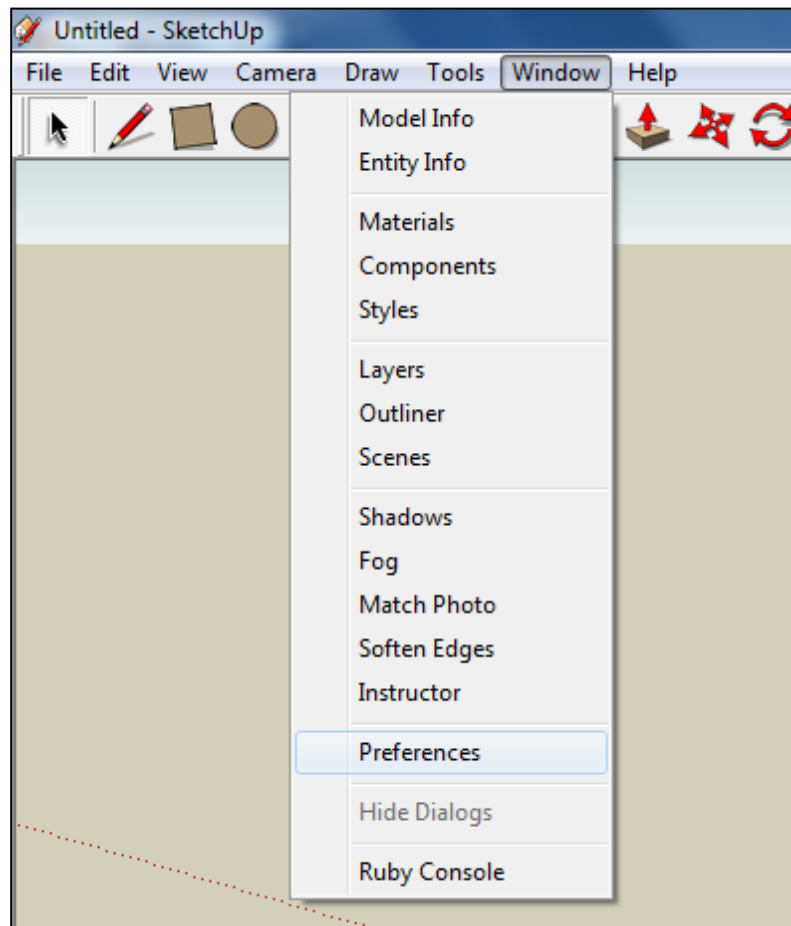 Untitled - SketchUp
File Edit View Camera Draw Tools Window Help
Model Info
Entity Info
Materials
Components
Styles
Layers
Outliner
Scenes
Shadows
Fog
Match Photo
Soften Edges
Instructor
Preferences
Hide Dialogs
Ruby Console